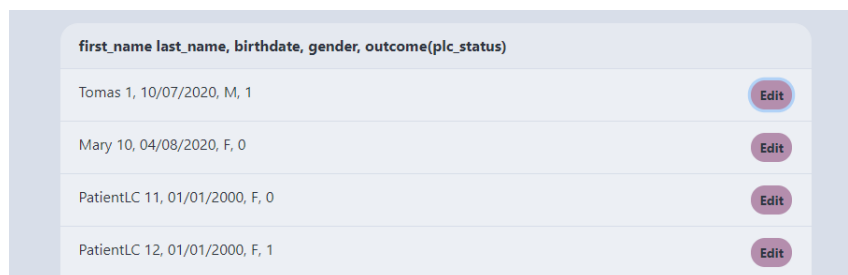 first_name last_name, birthdate, gender, outcome(plc_status)
Tomas 1, 10/07/2020, M, 1 Edit
Mary 10, 04/08/2020, F, 0 Edit
PatientLC 11, 01/01/2000, F, 0 Edit
PatientLC 12, 01/01/2000, F, 1 Edit